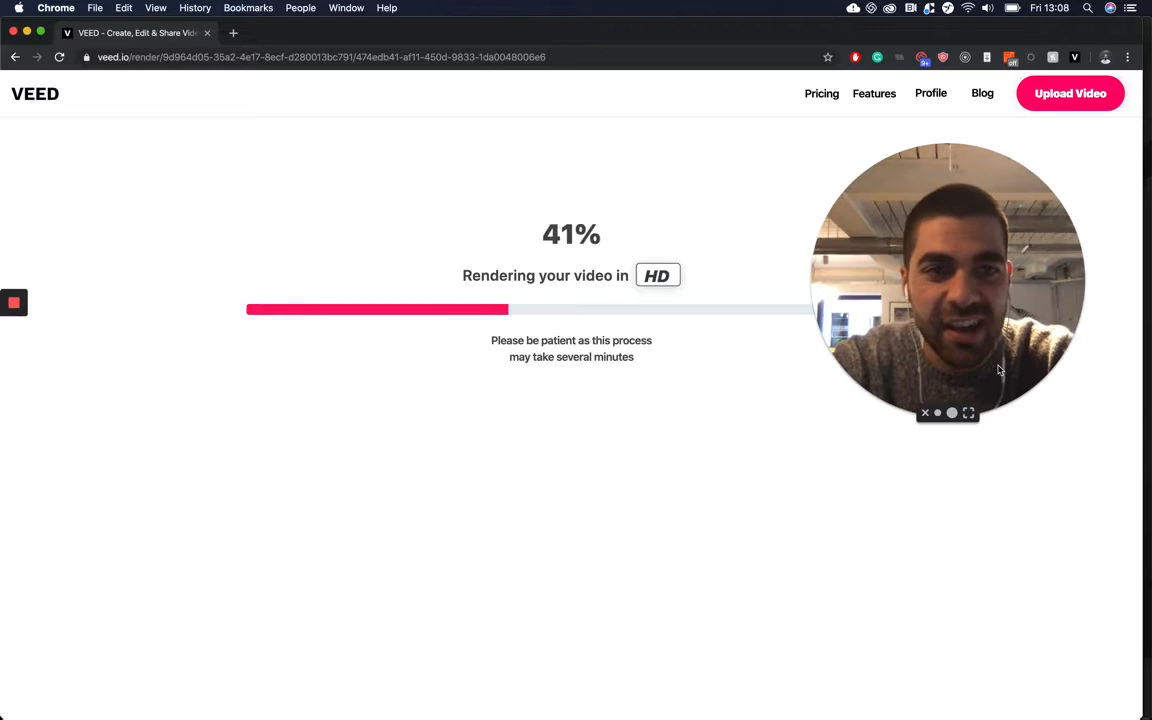 Chrome File Edit View History Bookmarks People Window Help Fri 13:08
VEED - Create, Edit & Share Vide
veed.io/render/9d964d05-35a2-4e17-8ecf-d280013bc791/474edb41-af11-450d-9833-1da0048006e6
9+
off
V
VEED Pricing Features Profile Blog Upload Video
41%
Rendering your video in HD
Please be patient as this process
may take several minutes